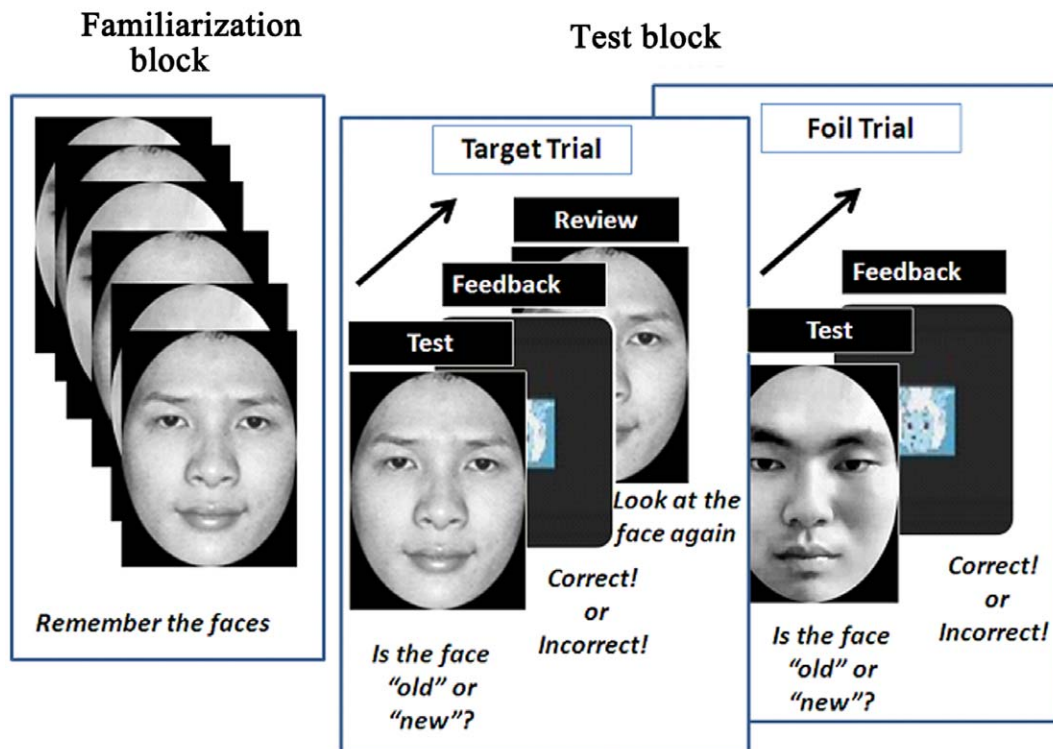 Familiarization
block
Test block
Remember the faces
Target Trial
Review
Feedback
Test
Look at the
face again
Correct!
or
Incorrect!
Is the face
“old” or
“new”?
Foil Trial
Feedback
Test
Correct!
or
Incorrect!
Is the face
“old” or
“new”?